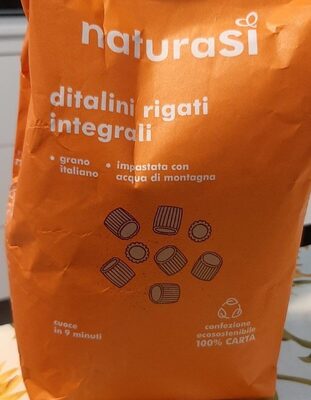 naturasì
ditalini rigati
integrali
• grano
italiano
• impastata con
acqua di montagna
cuoce
in 9 minuti
confezione
ecosostenibile
100% CARTA